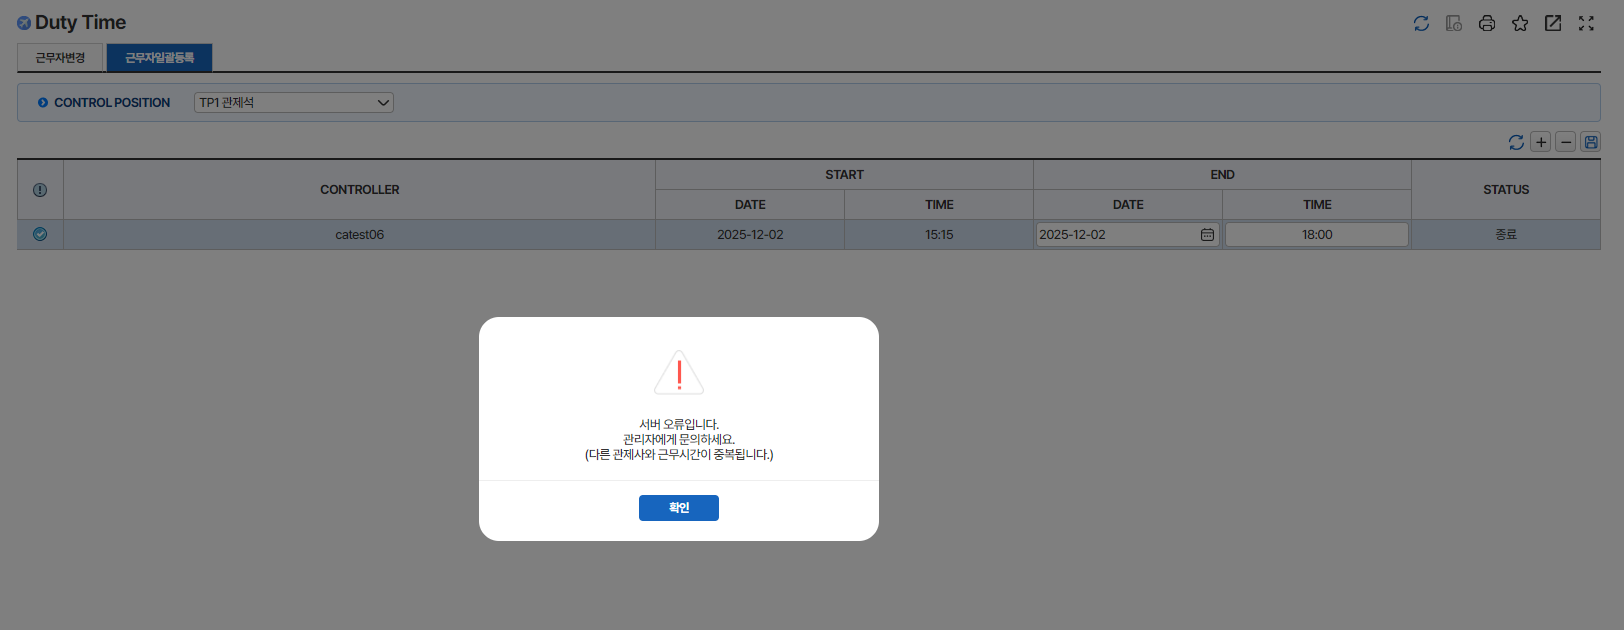 Duty Time
근무자변경
근무자일괄등록
CONTROL POSITION
TP1 관제석
CONTROLLER
START
END
STATUS
DATE
TIME
DATE
TIME
catest06
2025-12-02
15:15
2025-12-02
18:00
종료
서버 오류입니다.
관리자에게 문의하세요.
(다른 관제사와 근무시간이 중복됩니다.)
확인